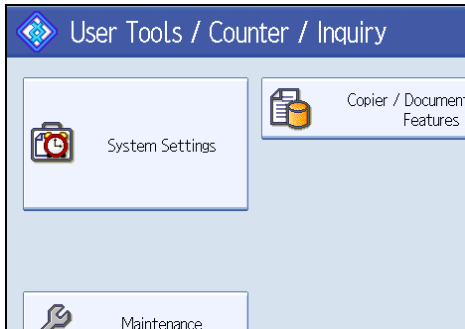 User Tools / Counter / Inquiry
System Settings
Copier / Document
Features
Maintenance